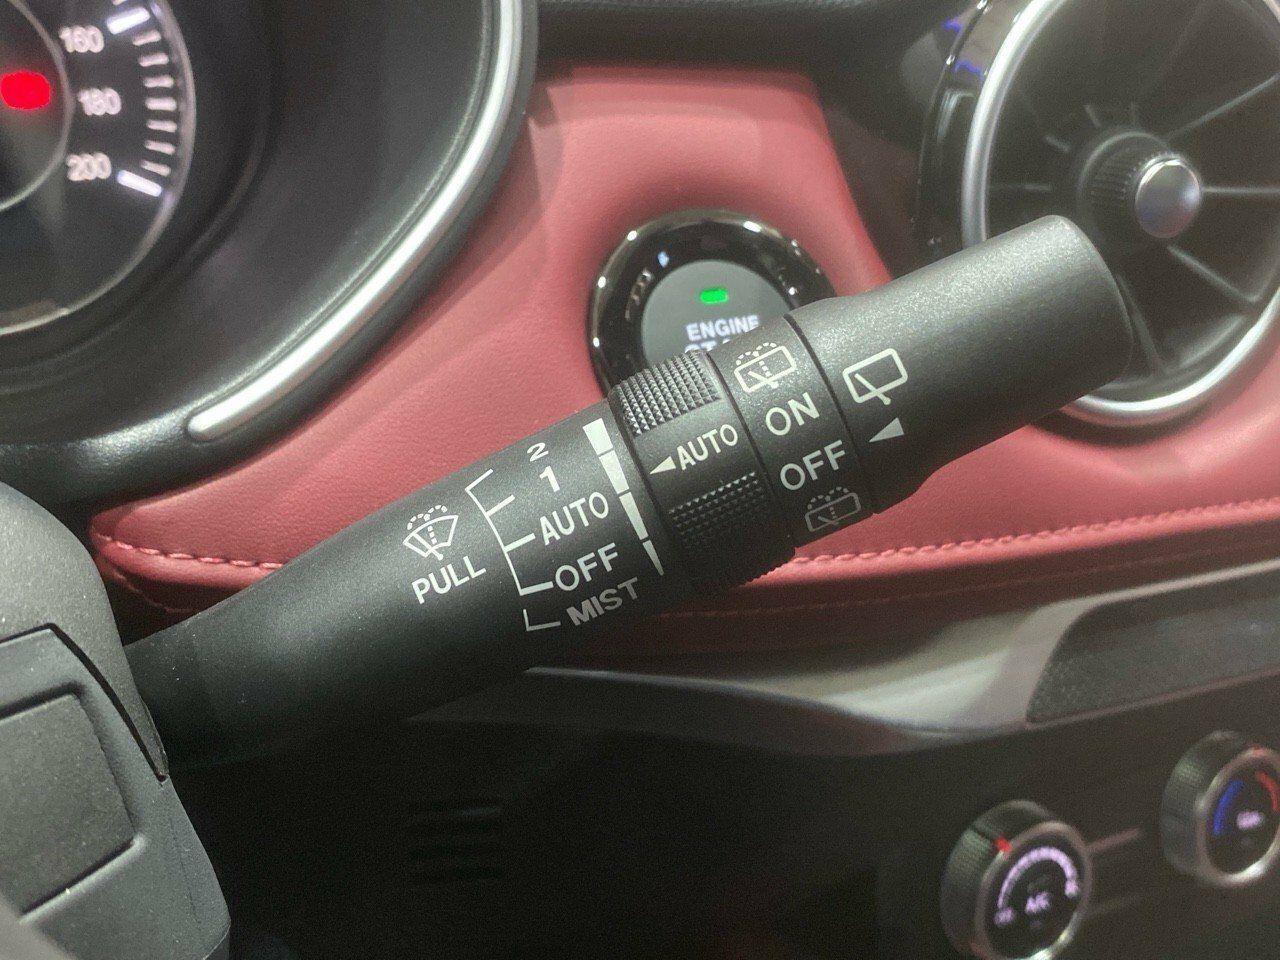 160
180
200
ENGINE
2
1
AUTO
OFF
MIST
PULL
AUTO
ON
OFF
A/C